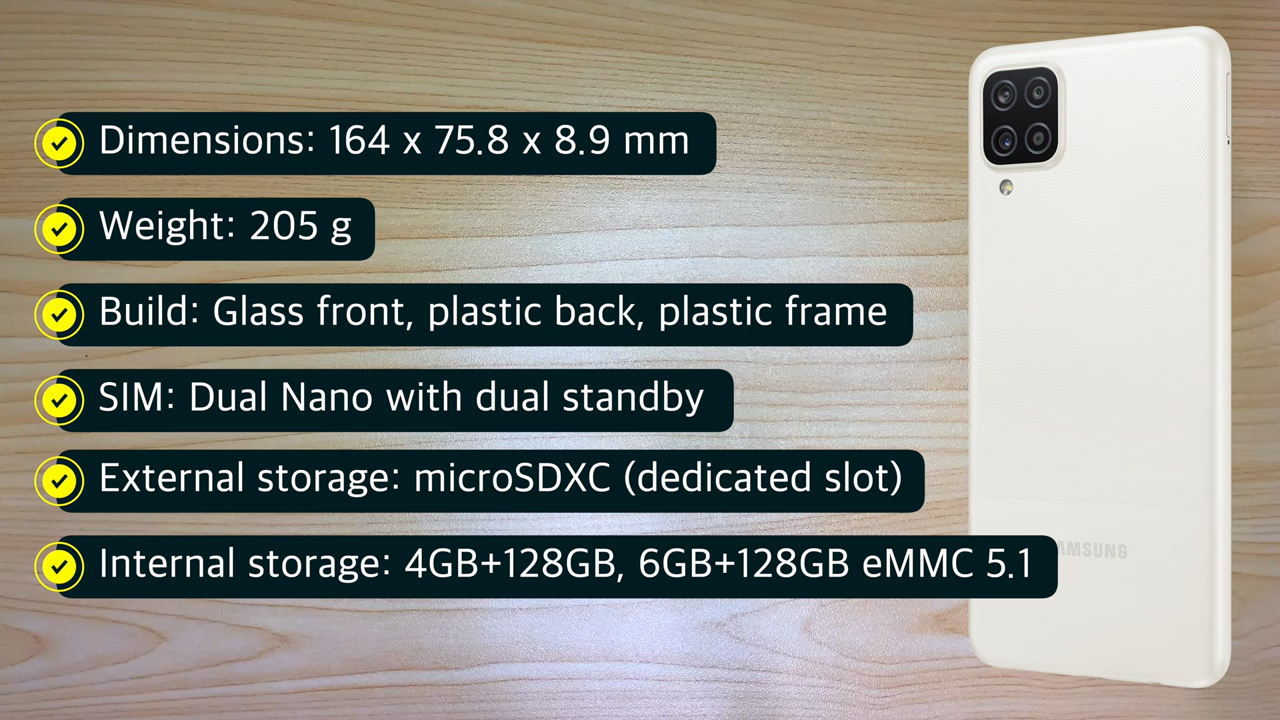 Dimensions: 164 x 75.8 x 8.9 mm
Weight: 205 g
Build: Glass front, plastic back, plastic frame
SIM: Dual Nano with dual standby
External storage: microSDXC (dedicated slot)
Internal storage: 4GB+128GB, 6GB+128GB eMMC 5.1
AMSUNG